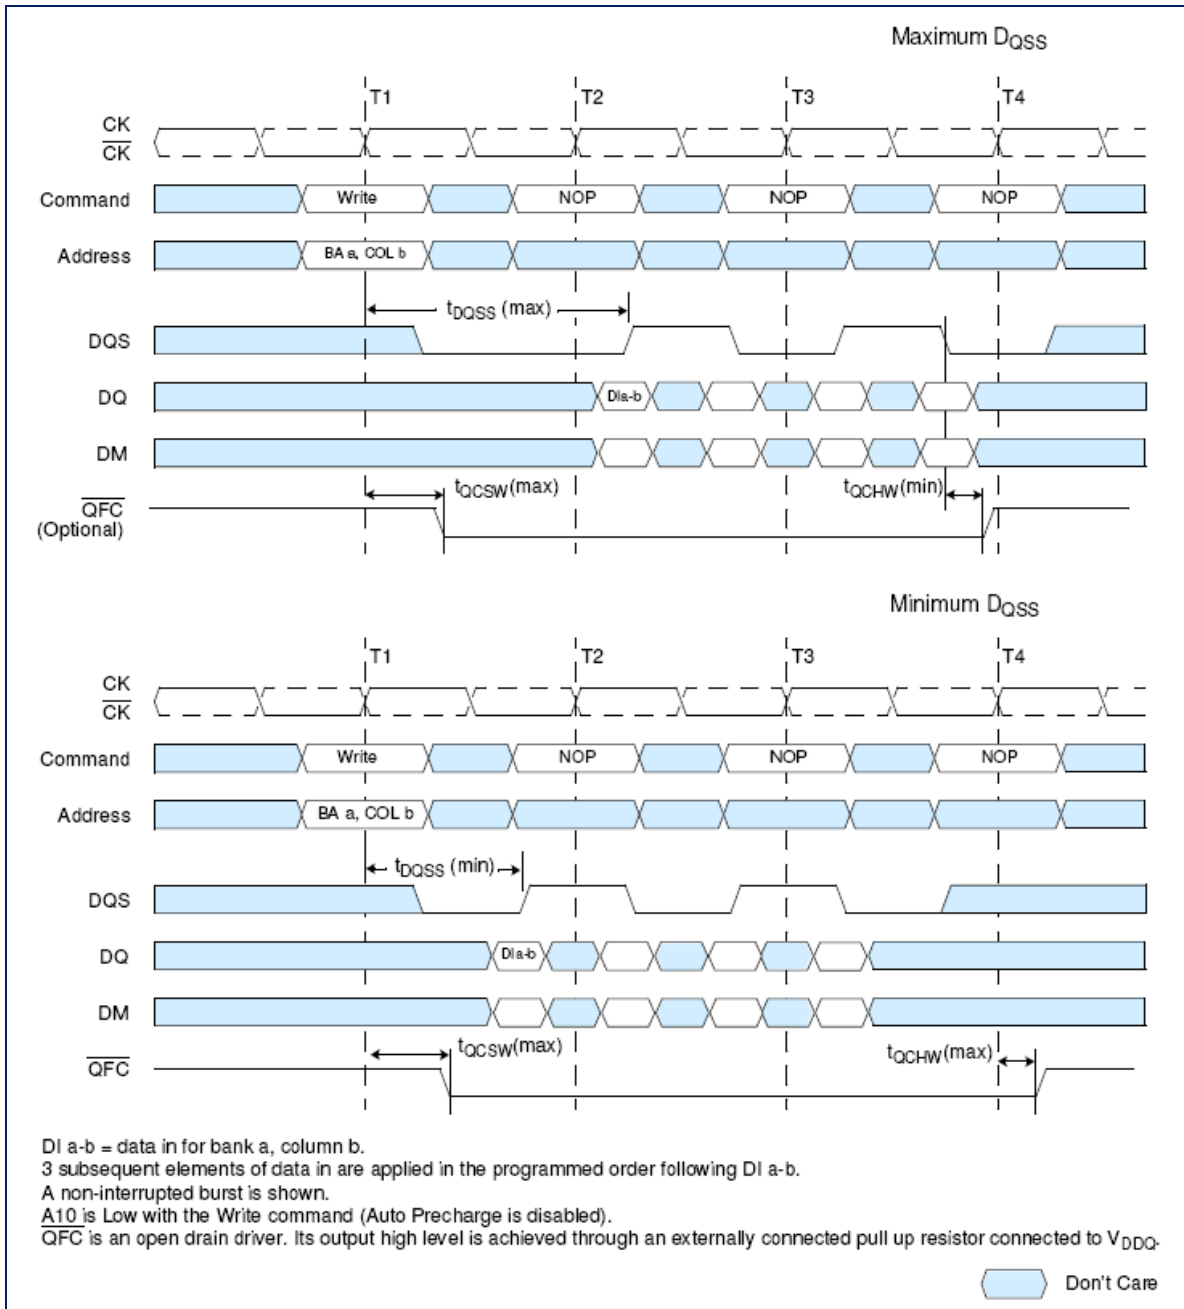 Maximum DQSS
T1 T2 T3 T4
CK
CK
Command Write NOP NOP NOP
Address BA a, COL b
tDQSS (max)
DQS
DQ DIa-b
DM
tQCSW(max) tQCHW(min)
QFC
(Optional)
Minimum DQSS
T1 T2 T3 T4
CK
CK
Command Write NOP NOP NOP
Address BA a, COL b
tDQSS (min)
DQS
DQ DIa-b
DM
tQCSW(max) tQCHW(max)
QFC
DI a-b = data in for bank a, column b.
3 subsequent elements of data in are applied in the programmed order following DI a-b.
A non-interrupted burst is shown.
A10 is Low with the Write command (Auto Precharge is disabled).
QFC is an open drain driver. Its output high level is achieved through an externally connected pull up resistor connected to VDDQ.
Don't Care